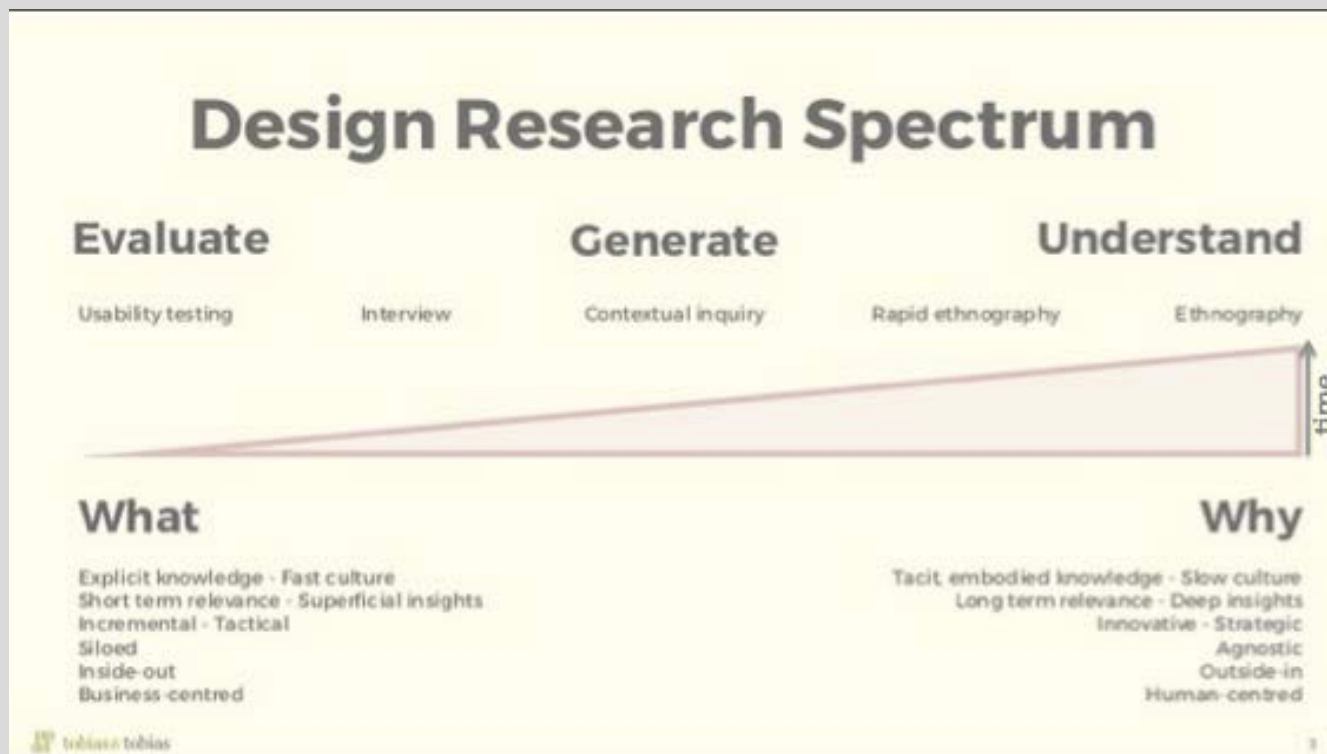 Design Research Spectrum
Evaluate Generate Understand
Usability testing Interview Contextual inquiry Rapid ethnography Ethnography
time
What Why
Explicit knowledge - Fast culture
Short term relevance - Superficial insights
Incremental - Tactical
Siloed
Inside-out
Business-centred
Tacit, embodied knowledge - Slow culture
Long term relevance - Deep insights
Innovative - Strategic
Agnostic
Outside-in
Human-centred
tobias&tobias